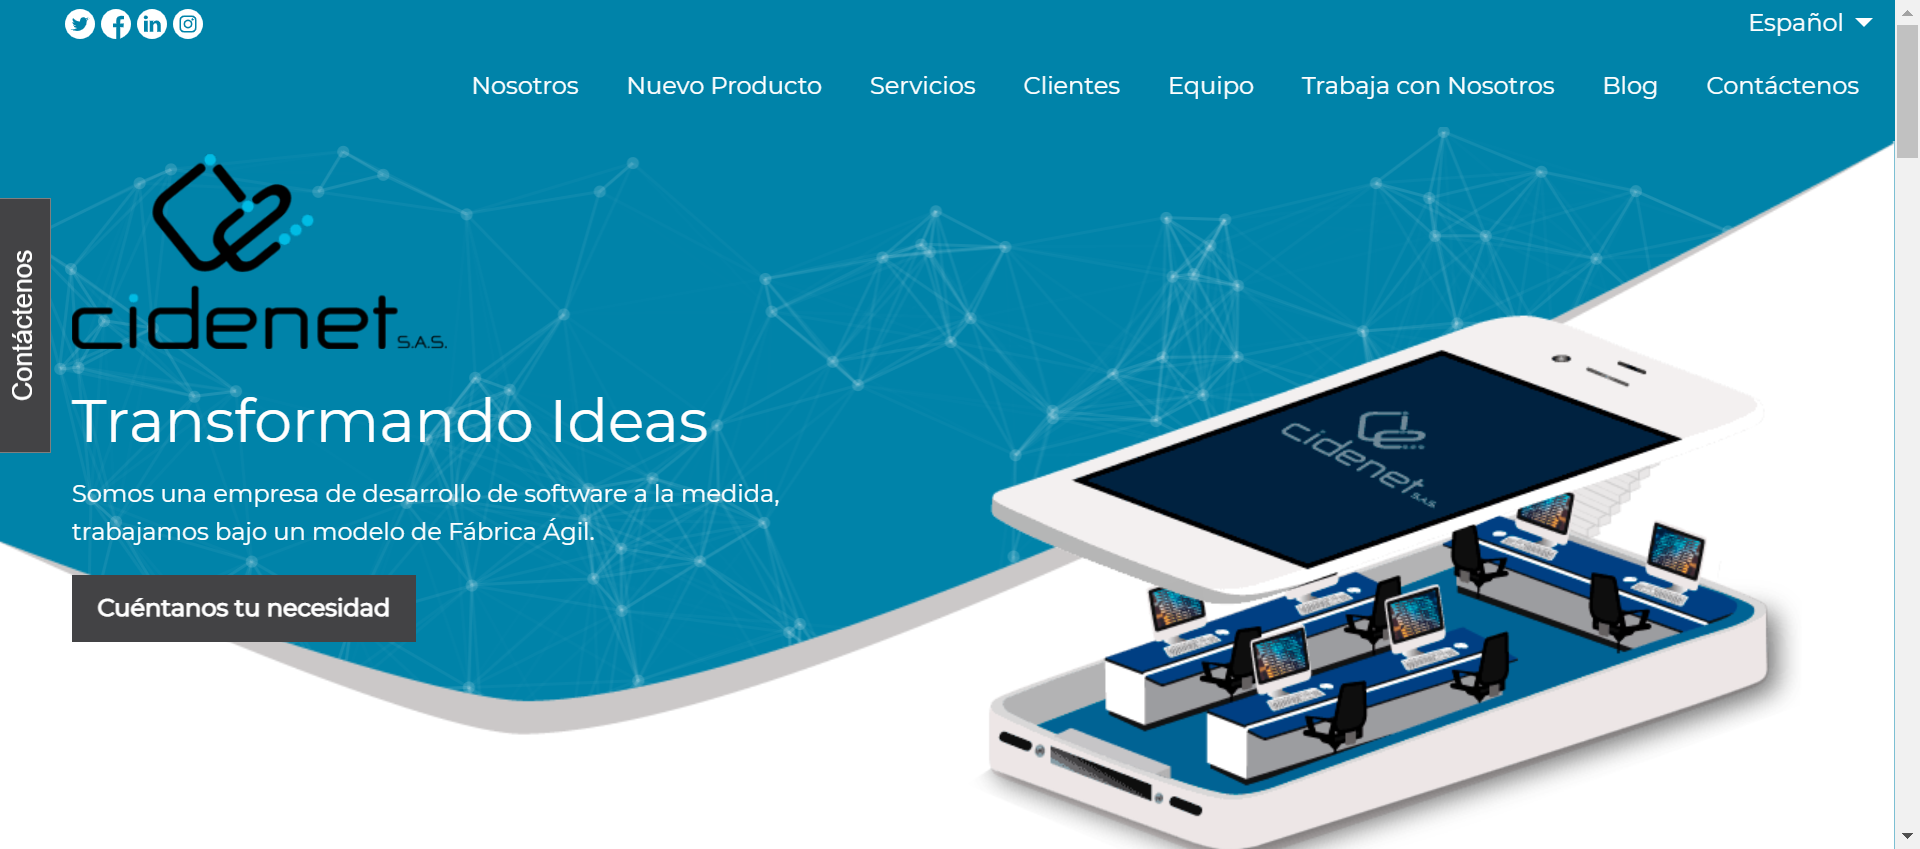 Español
Nosotros Nuevo Producto Servicios Clientes Equipo Trabaja con Nosotros Blog Contáctenos
Contáctenos
cidenet S.A.S.
Transformando Ideas
Somos una empresa de desarrollo de software a la medida,
trabajamos bajo un modelo de Fábrica Ágil.
Cuéntanos tu necesidad
cidenet S.A.S.